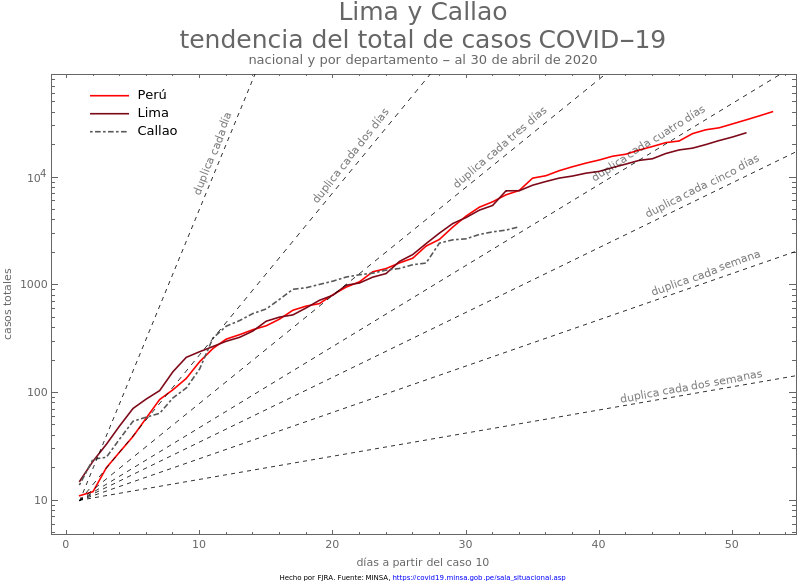 Lima y Callao
tendencia del total de casos COVID−19
nacional y por departamento − al 30 de abril de 2020
Perú
Lima
Callao
duplica cada dia
duplica cada dos días
duplica cada tres días
duplica cada cuatro días
duplica cada cinco días
duplica cada semana
duplica cada dos semanas
casos totales
10⁴
1000
100
10
0 10 20 30 40 50
días a partir del caso 10
Hecho por FJRA. Fuente: MINSA, https://covid19.minsa.gob.pe/sala_situacional.asp